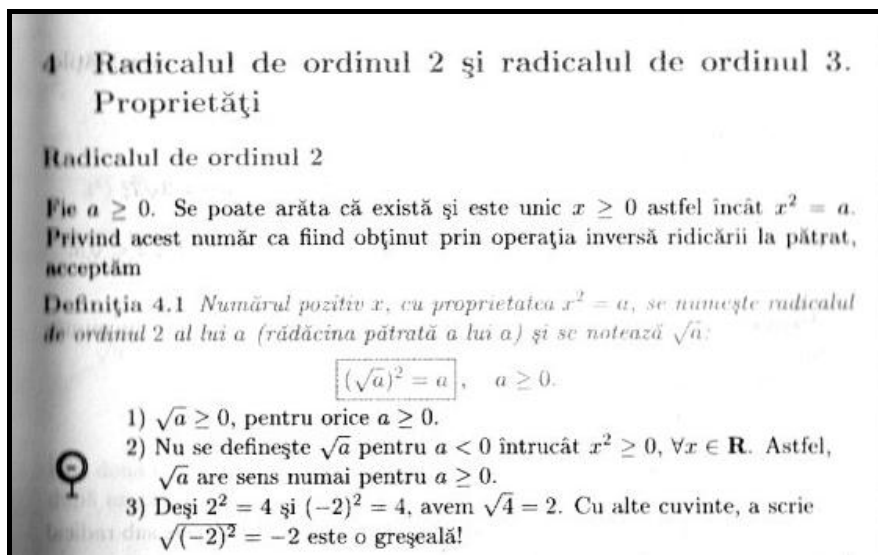 4 Radicalul de ordinul 2 şi radicalul de ordinul 3.
Proprietăţi
Radicalul de ordinul 2
Fie a ≥ 0. Se poate arăta că există şi este unic x ≥ 0 astfel încât x² = a.
Privind acest număr ca fiind obţinut prin operaţia inversă ridicării la pătrat,
acceptăm
Definiţia 4.1 Numărul pozitiv x, cu proprietatea x² = a, se numeşte radicalul
de ordinul 2 al lui a (rădăcina pătrată a lui a) şi se notează √a:
(√a)² = a, a ≥ 0.
1) √a ≥ 0, pentru orice a ≥ 0.
2) Nu se defineşte √a pentru a < 0 întrucât x² ≥ 0, ∀x ∈ R. Astfel,
√a are sens numai pentru a ≥ 0.
3) Deşi 2² = 4 şi (−2)² = 4, avem √4 = 2. Cu alte cuvinte, a scrie
√(−2)² = −2 este o greşeală!